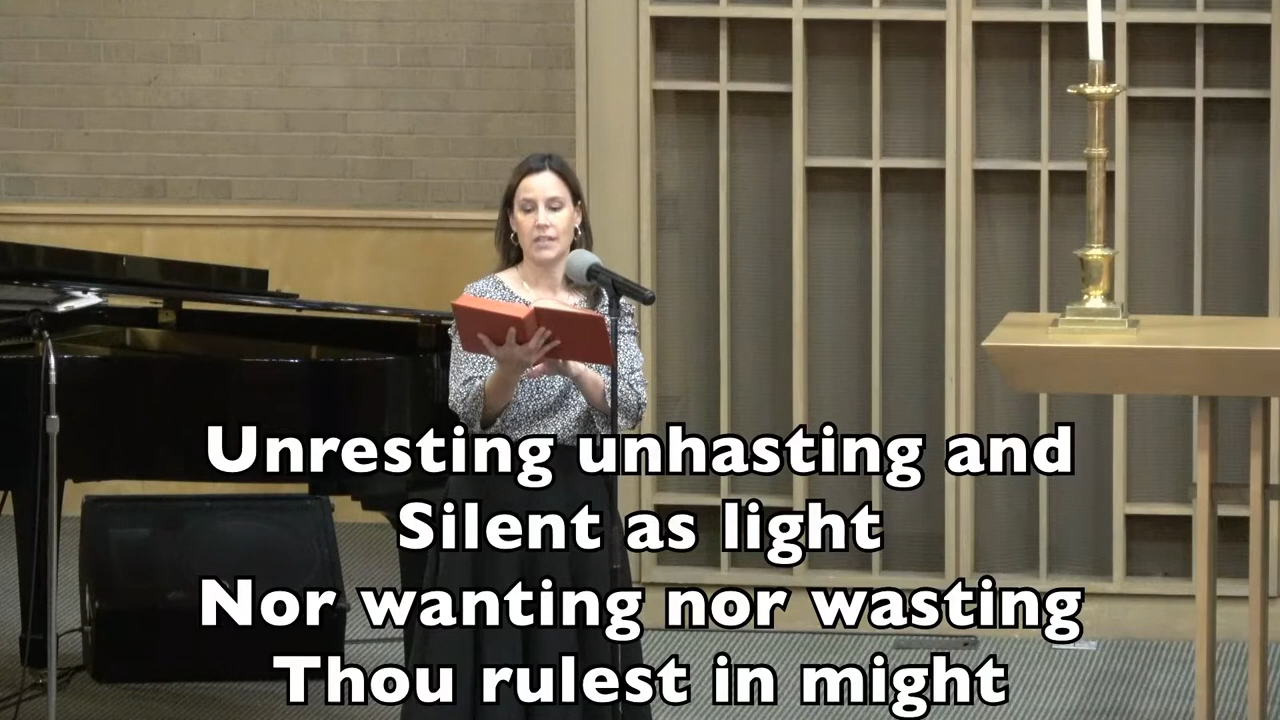 Unresting unhasting and
Silent as light
Nor wanting nor wasting
Thou rulest in might